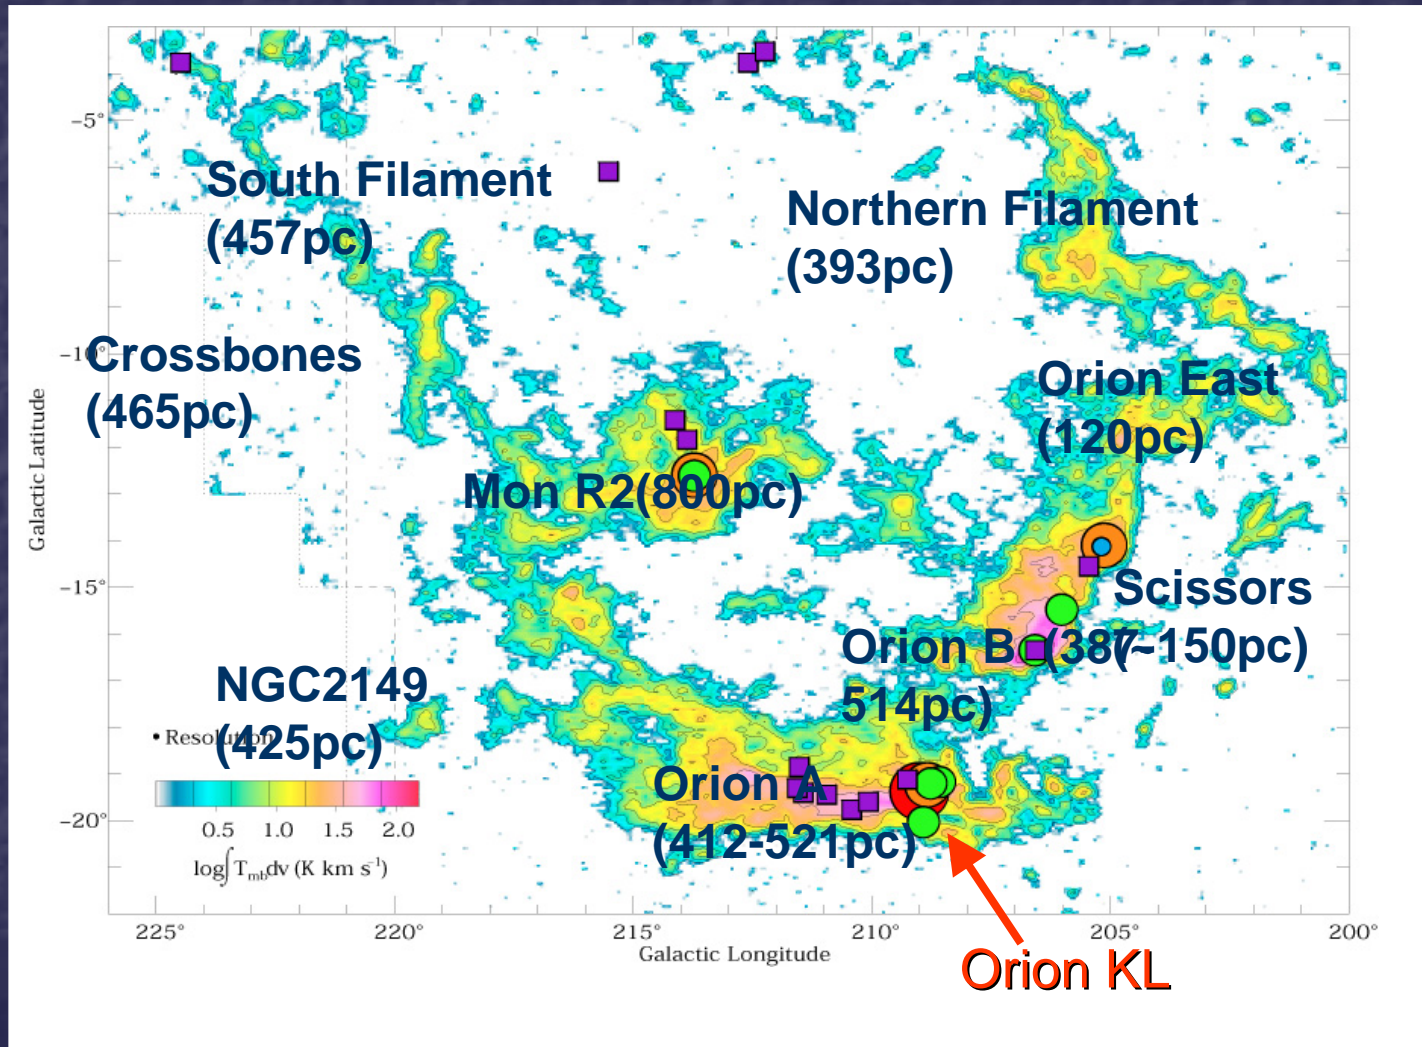 South Filament
(457pc)
Northern Filament
(393pc)
Crossbones
(465pc)
Orion East
(120pc)
Mon R2(800pc)
Scissors
(~150pc)
Orion B (387-
514pc)
NGC2149
(425pc)
Orion A
(412-521pc)
Orion KL
-5°
-10°
-15°
-20°
Galactic Latitude
• Resolution
0.5 1.0 1.5 2.0
log∫Tmbdv (K km s⁻¹)
225° 220° 215° 210° 205° 200°
Galactic Longitude